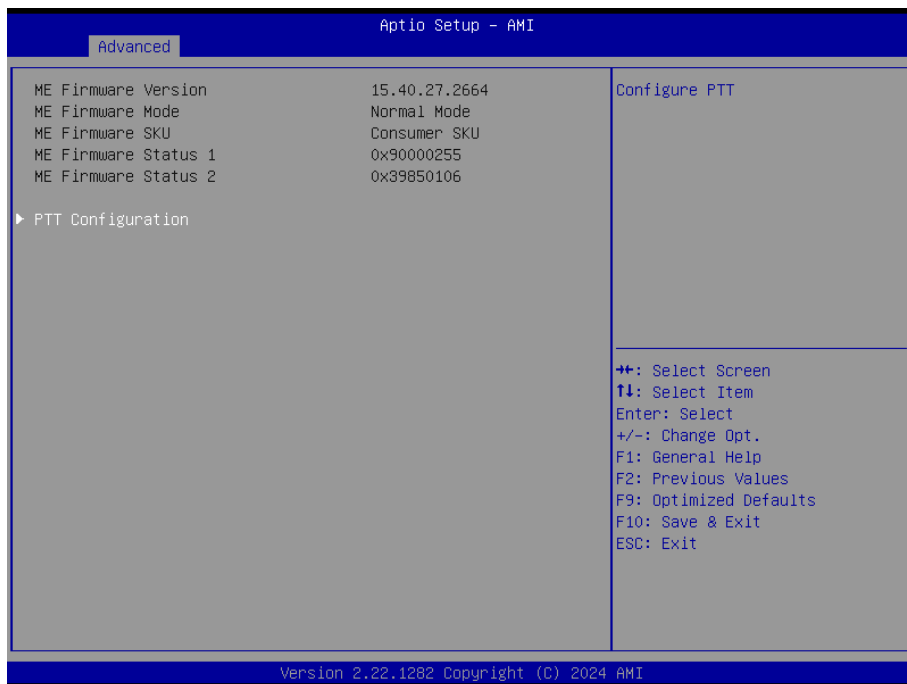 Aptio Setup – AMI
Advanced
ME Firmware Version 15.40.27.2664
ME Firmware Mode Normal Mode
ME Firmware SKU Consumer SKU
ME Firmware Status 1 0x90000255
ME Firmware Status 2 0x39850106
PTT Configuration
Configure PTT
→←: Select Screen
↑↓: Select Item
Enter: Select
+/-: Change Opt.
F1: General Help
F2: Previous Values
F9: Optimized Defaults
F10: Save & Exit
ESC: Exit
Version 2.22.1282 Copyright (C) 2024 AMI